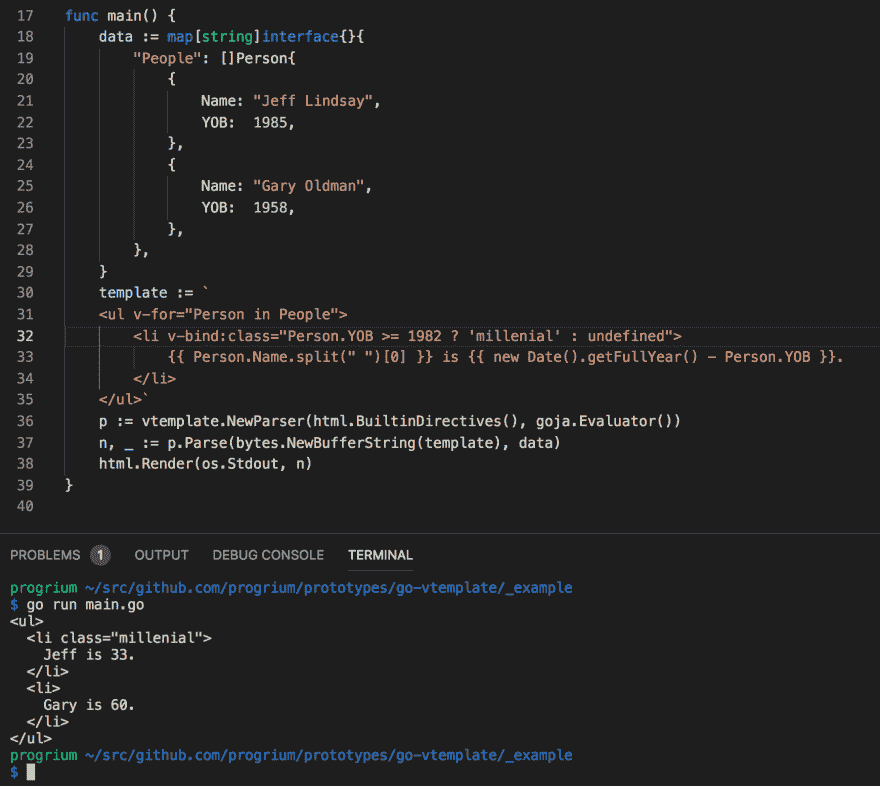 17 func main() {
18     data := map[string]interface{}{
19         "People": []Person{
20             {
21                 Name: "Jeff Lindsay",
22                 YOB:  1985,
23             },
24             {
25                 Name: "Gary Oldman",
26                 YOB:  1958,
27             },
28         },
29     }
30     template := `
31     <ul v-for="Person in People">
32         <li v-bind:class="Person.YOB >= 1982 ? 'millenial' : undefined">
33             {{ Person.Name.split(" ")[0] }} is {{ new Date().getFullYear() - Person.YOB }}.
34         </li>
35     </ul>`
36     p := vtemplate.NewParser(html.BuiltinDirectives(), goja.Evaluator())
37     n, _ := p.Parse(bytes.NewBufferString(template), data)
38     html.Render(os.Stdout, n)
39 }
40
PROBLEMS 1 OUTPUT DEBUG CONSOLE TERMINAL
progrium ~/src/github.com/progrium/prototypes/go-vtemplate/_example
$ go run main.go
<ul>
  <li class="millenial">
    Jeff is 33.
  </li>
  <li>
    Gary is 60.
  </li>
</ul>
progrium ~/src/github.com/progrium/prototypes/go-vtemplate/_example
$